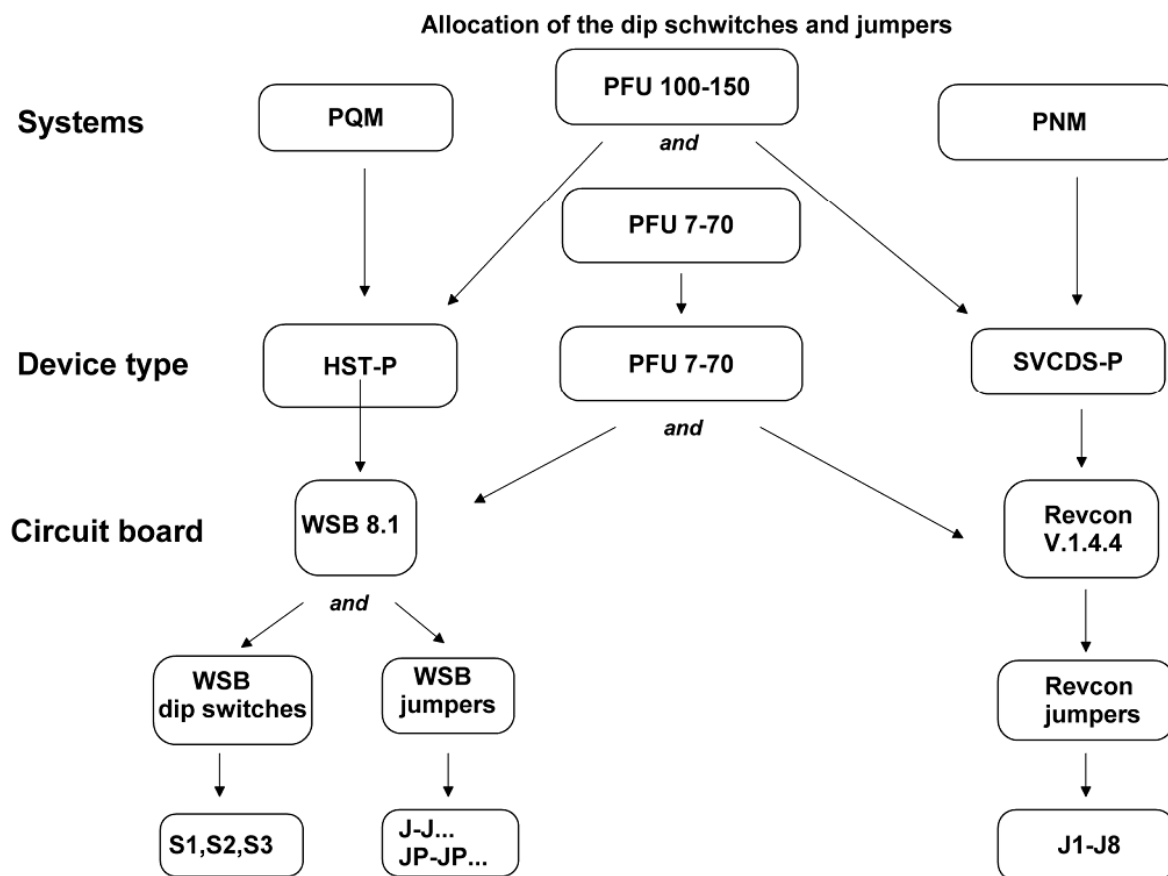 Allocation of the dip schwitches and jumpers
Systems
PQM
PFU 100-150
PNM
and
PFU 7-70
Device type
HST-P
PFU 7-70
SVCDS-P
and
Circuit board
WSB 8.1
Revcon
V.1.4.4
and
WSB
dip switches
WSB
jumpers
Revcon
jumpers
S1,S2,S3
J-J...
JP-JP...
J1-J8